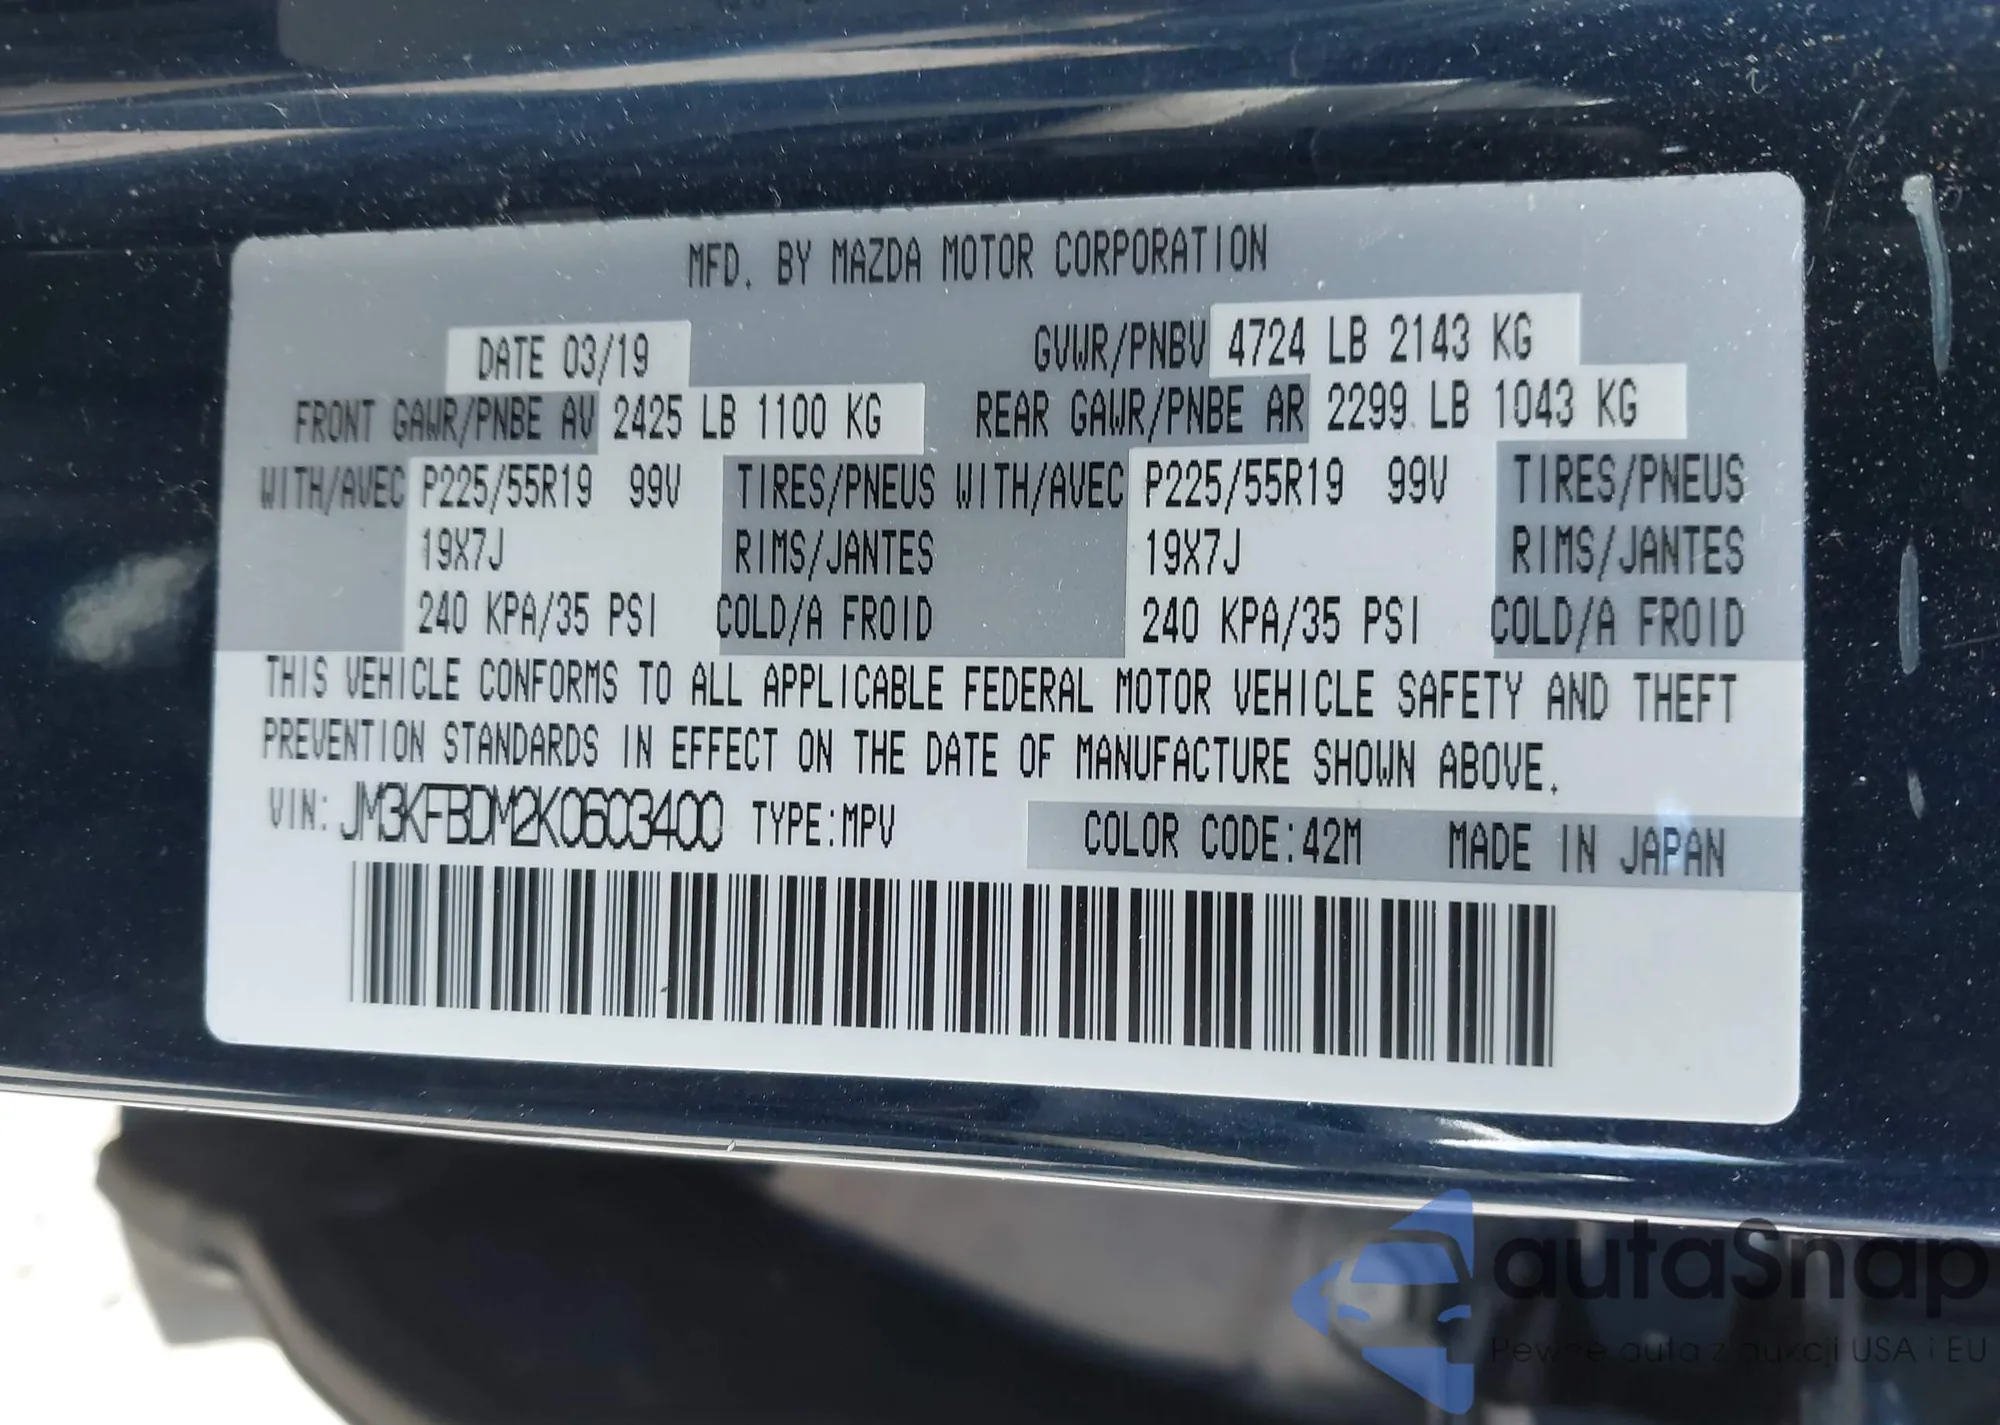 MFD. BY MAZDA MOTOR CORPORATION
DATE 03/19 GVWR/PNBV 4724 LB 2143 KG
FRONT GAWR/PNBE AV 2425 LB 1100 KG REAR GAWR/PNBE AR 2299 LB 1043 KG
WITH/AVEC P225/55R19 99V TIRES/PNEUS WITH/AVEC P225/55R19 99V TIRES/PNEUS
19X7J RIMS/JANTES 19X7J RIMS/JANTES
240 KPA/35 PSI COLD/A FROID 240 KPA/35 PSI COLD/A FROID
THIS VEHICLE CONFORMS TO ALL APPLICABLE FEDERAL MOTOR VEHICLE SAFETY AND THEFT
PREVENTION STANDARDS IN EFFECT ON THE DATE OF MANUFACTURE SHOWN ABOVE.
VIN: JM3KFBDM2K0603400 TYPE:MPV COLOR CODE:42M MADE IN JAPAN
autaSnap
Pewne auta z aukcji USA i EU